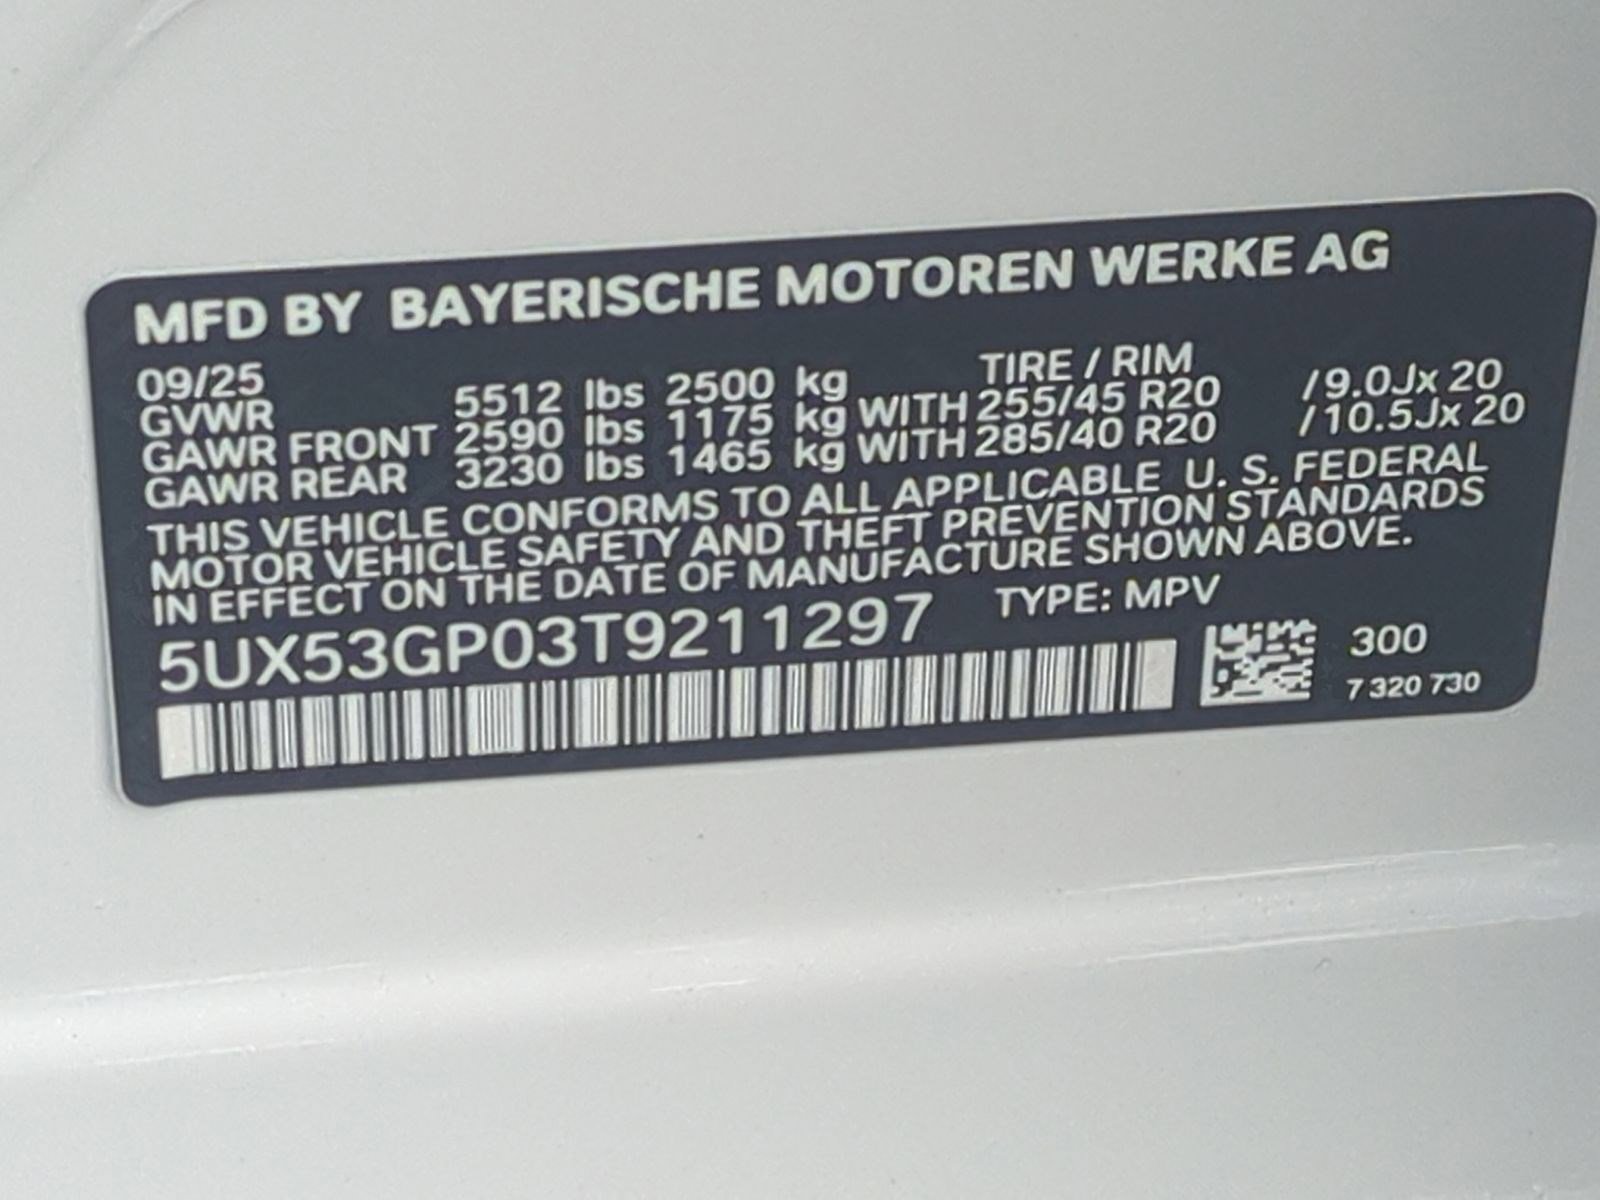 MFD BY BAYERISCHE MOTOREN WERKE AG
09/25 TIRE / RIM
GVWR 5512 lbs 2500 kg
GAWR FRONT 2590 lbs 1175 kg WITH 255/45 R20 /9.0Jx 20
GAWR REAR 3230 lbs 1465 kg WITH 285/40 R20 /10.5Jx 20
THIS VEHICLE CONFORMS TO ALL APPLICABLE U. S. FEDERAL
MOTOR VEHICLE SAFETY AND THEFT PREVENTION STANDARDS
IN EFFECT ON THE DATE OF MANUFACTURE SHOWN ABOVE.
5UX53GP03T9211297 TYPE: MPV
300
7 320 730